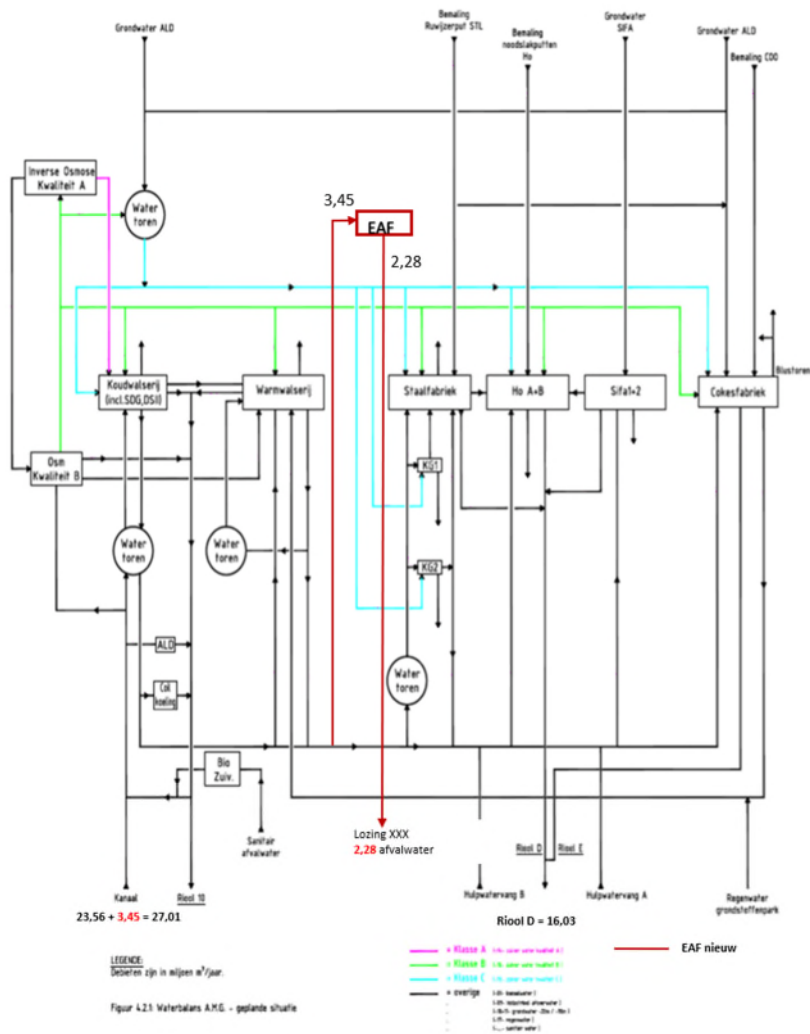 Grondwater ALD
Bemaling
Ruwijzerput STL
Bemaling
noodslakputten
Ho
Grondwater
SIFA
Grondwater ALD
Bemaling COO
Inverse Osmose
Kwaliteit A
Water
toren
3,45
EAF
2,28
Koudwalserij
(incl.SDG,DSII)
Warmwalserij
Staalfabriek
Ho A+B
Sifa1+2
Cokesfabriek
Blustoren
Osm
Kwaliteit B
KG1
Water
toren
Water
toren
KG2
ALD
Coil
koeling
Water
toren
Bio
Zuiv.
Sanitair
afvalwater
Lozing XXX
2,28 afvalwater
Riool D
Riool E
Kanaal
Riool 10
Hulpwatervang B
Hulpwatervang A
Regenwater
grondstoffenpark
23,56 + 3,45 = 27,01
Riool D = 16,03
LEGENDE:
Debieten zijn in miljoen m³/jaar.
= Klasse A
= Klasse B
= Klasse C
= overige
EAF nieuw
Figuur 4.2.1: Waterbalans A.M.G. - geplande situatie